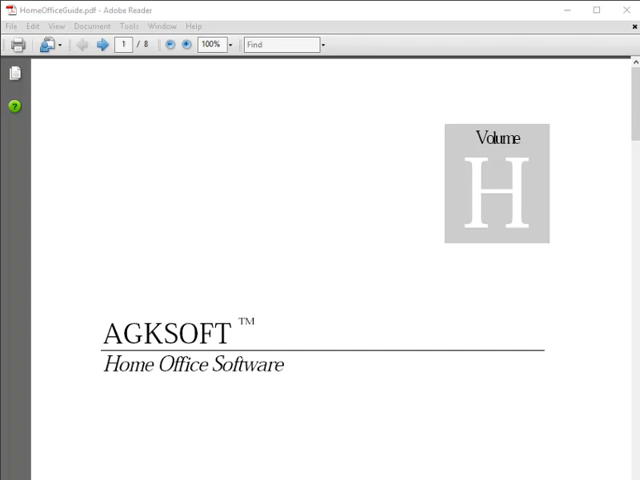 HomeOfficeGuide.pdf - Adobe Reader
File Edit View Document Tools Window Help
1 / 8 100% Find
?
Volume
H
AGKSOFT ™
Home Office Software